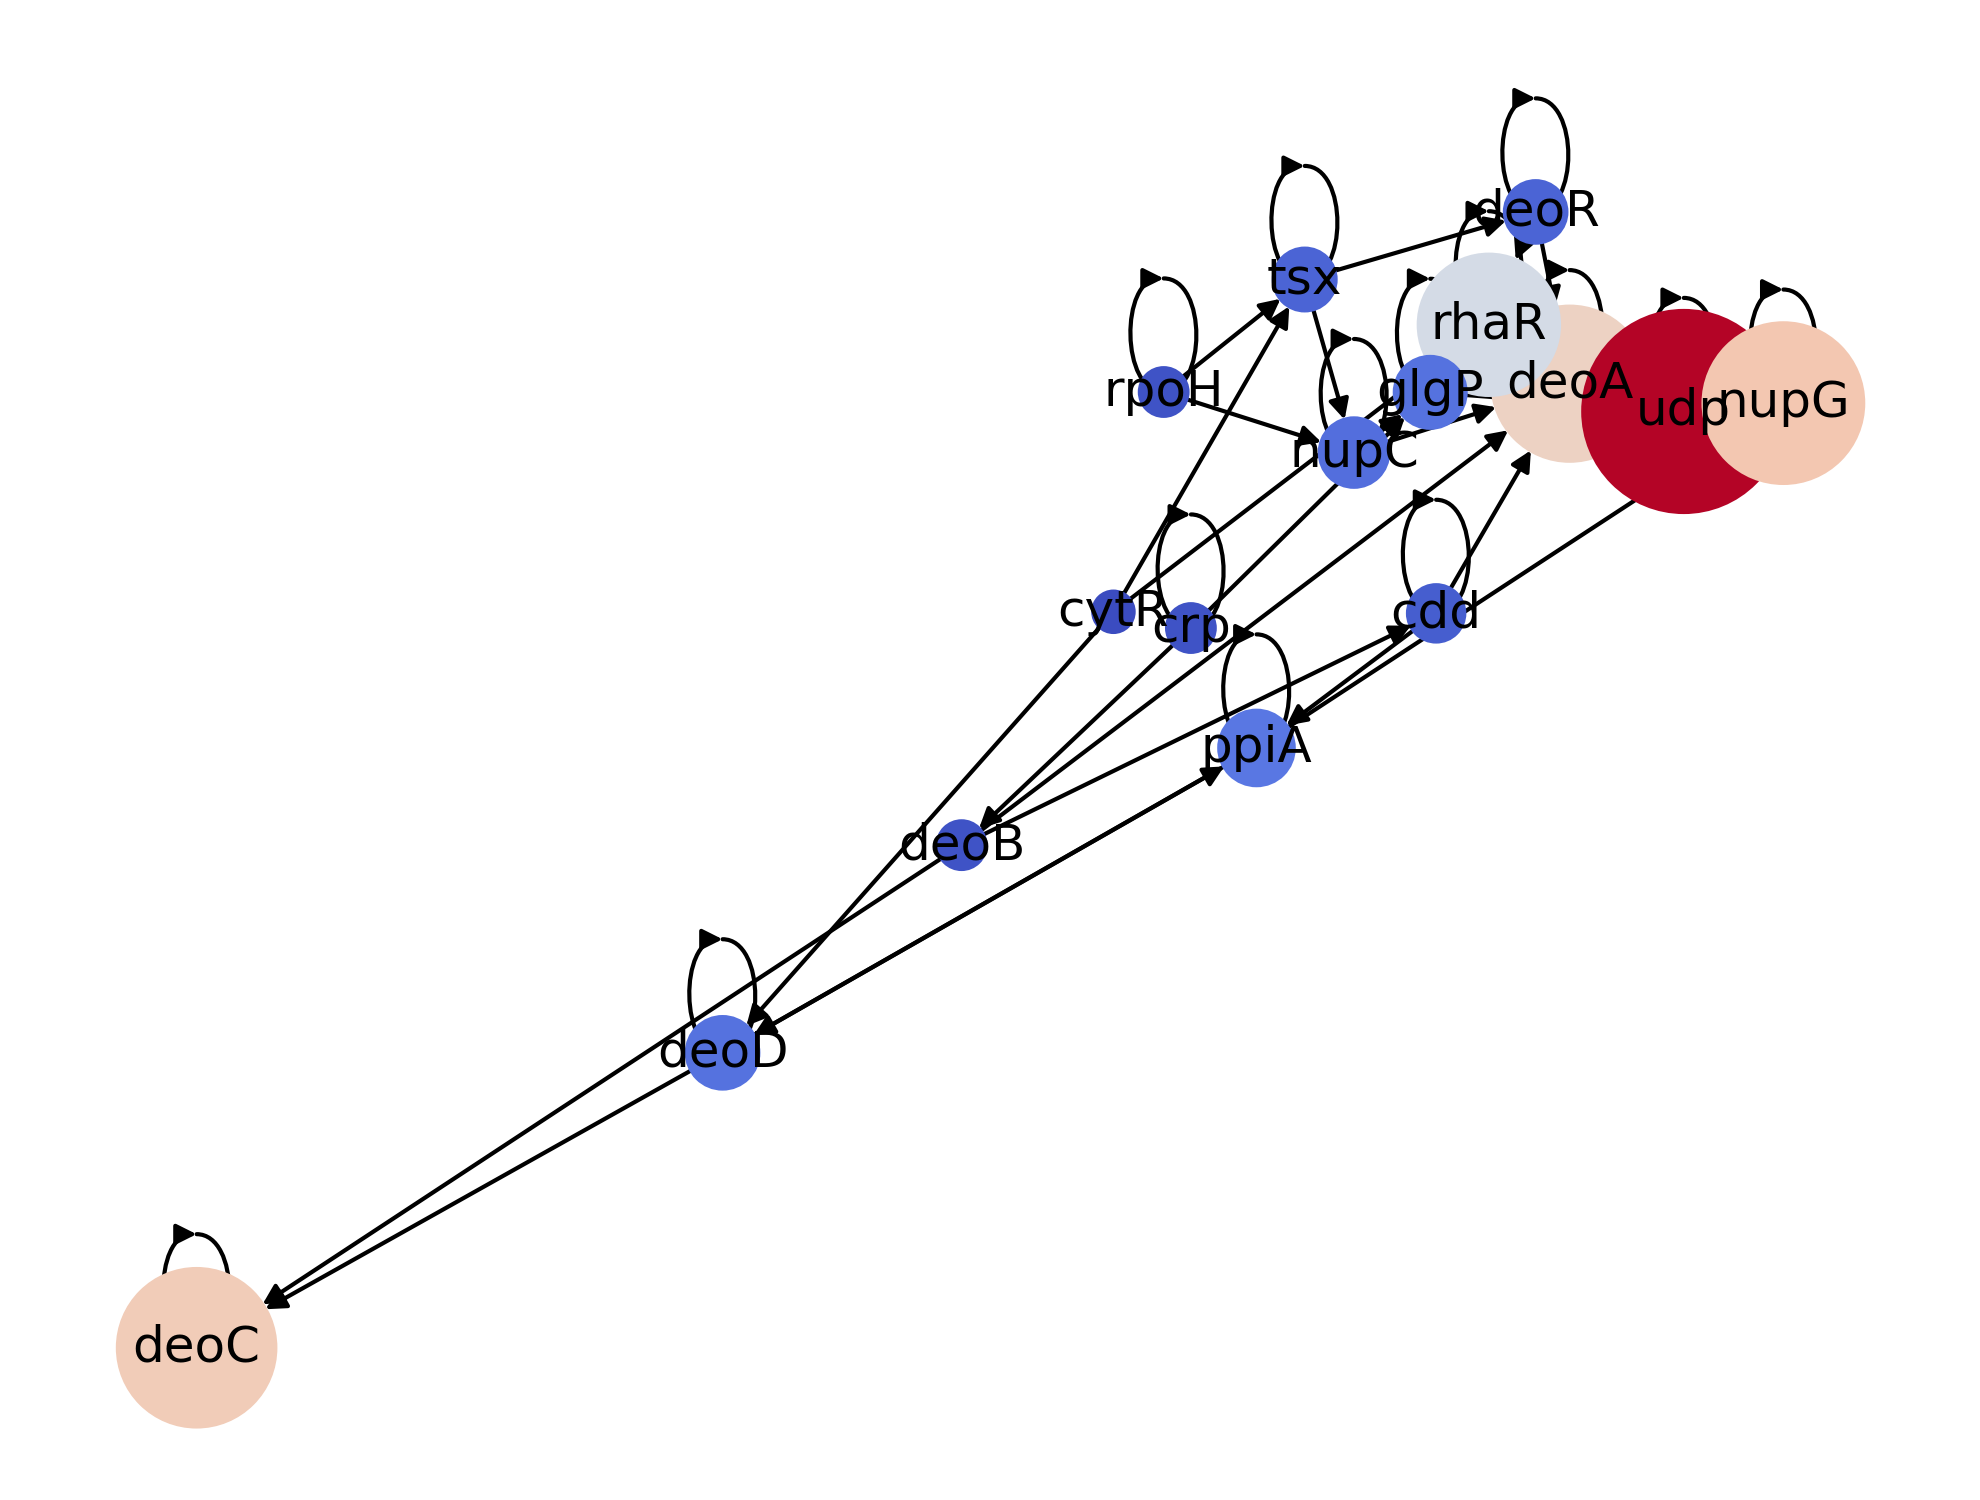 deoR
tsx
rhaR
rpoH
glgP
deoA
udp
nupG
nupC
cytR
crp
cdd
ppiA
deoB
deoD
deoC